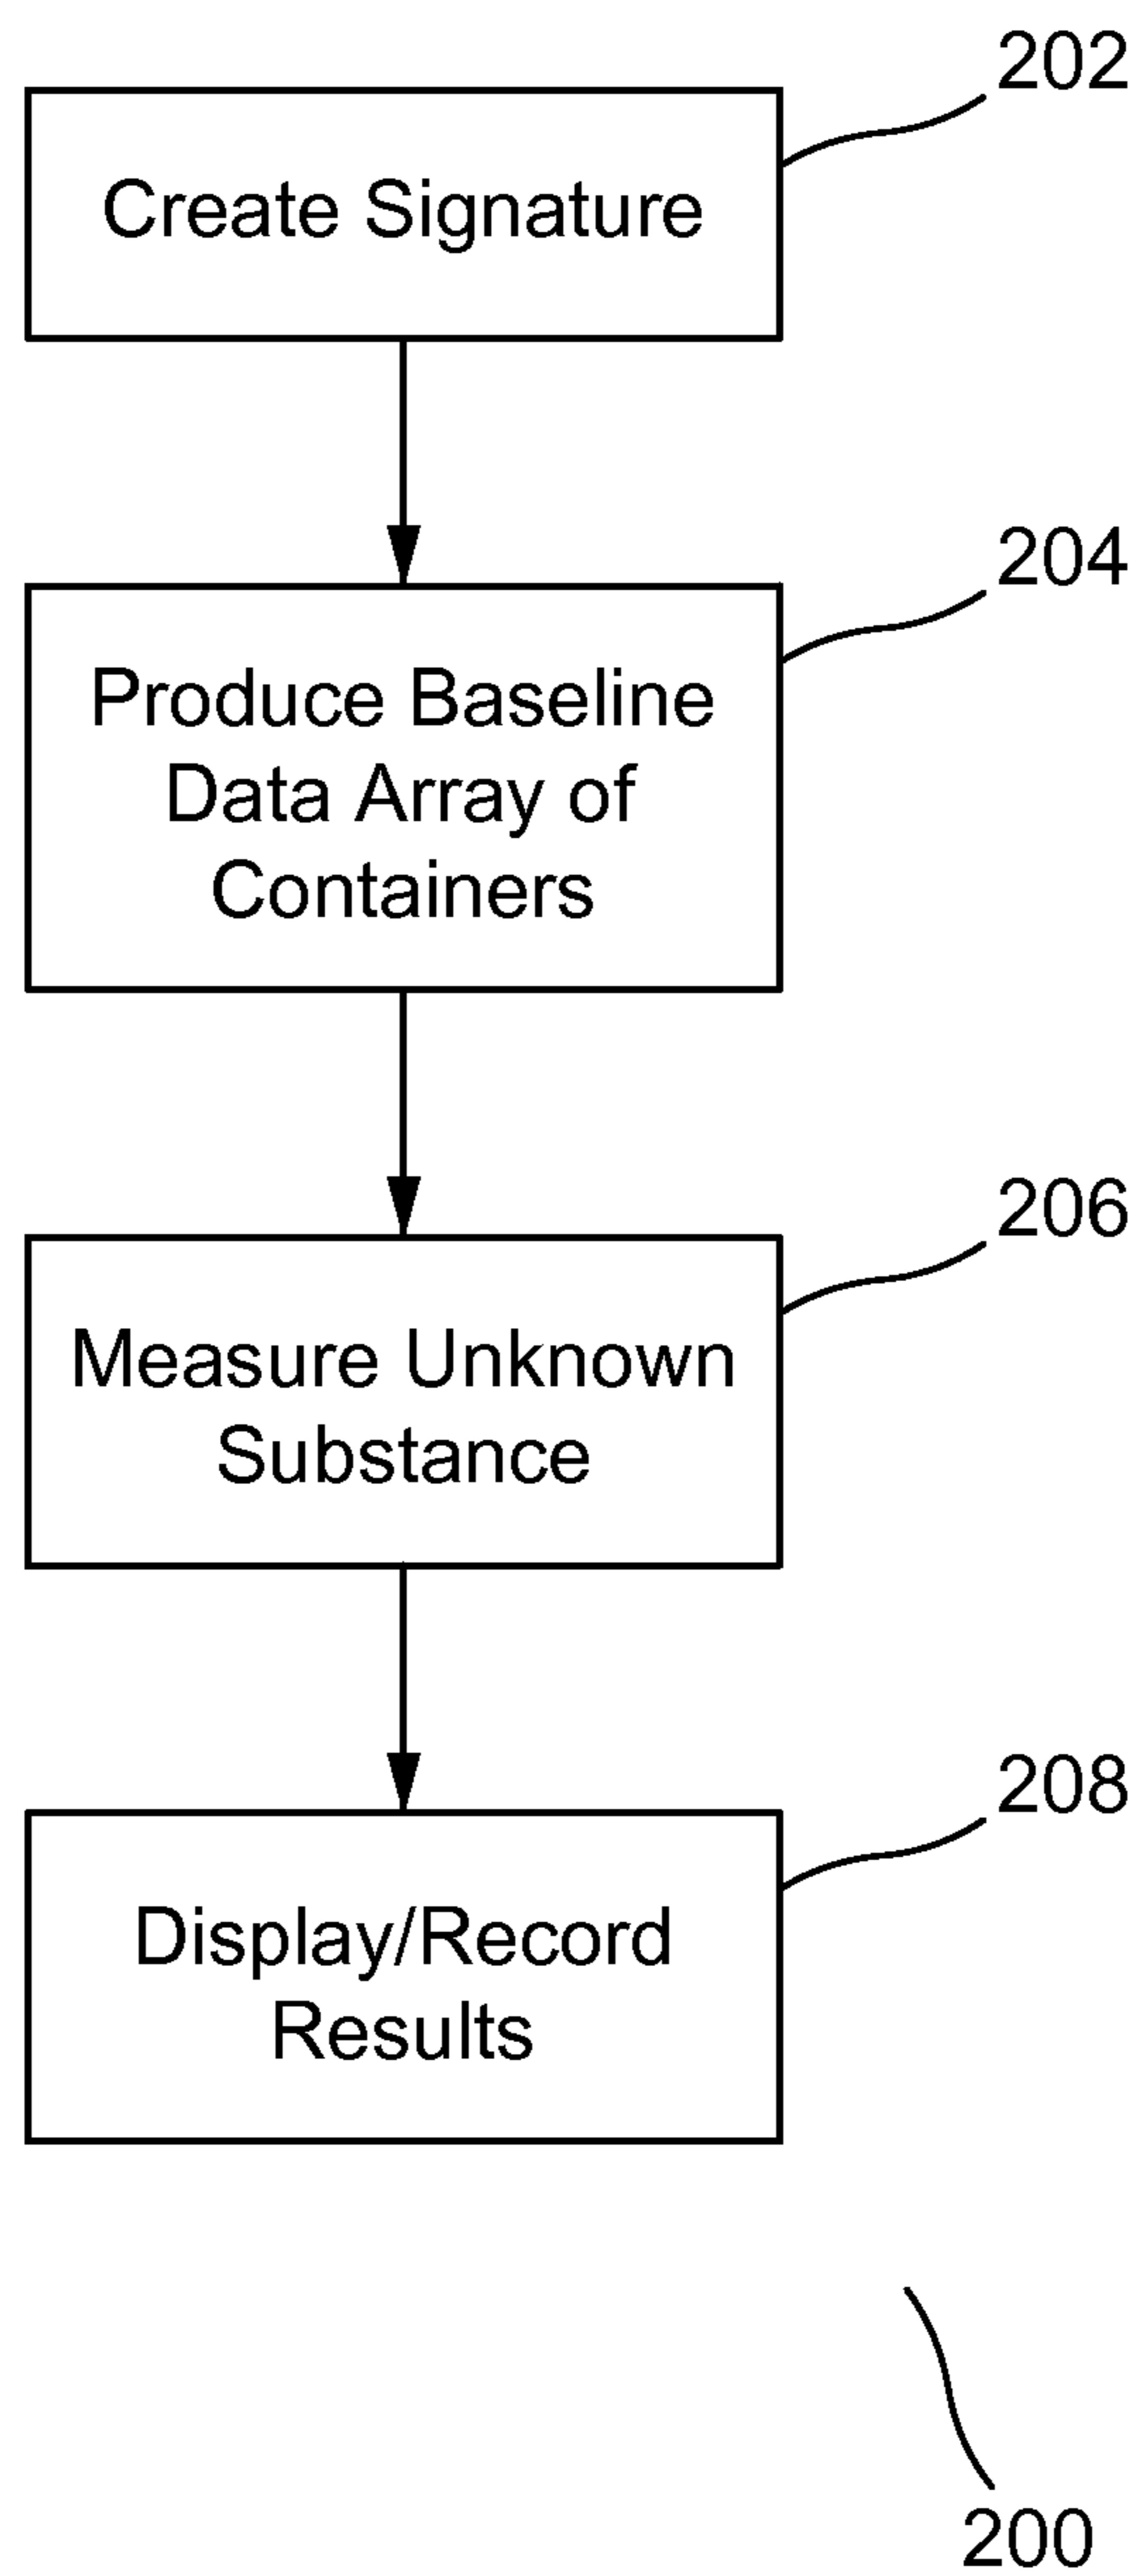 202
Create Signature
204
Produce Baseline
Data Array of
Containers
206
Measure Unknown
Substance
208
Display/Record
Results
200